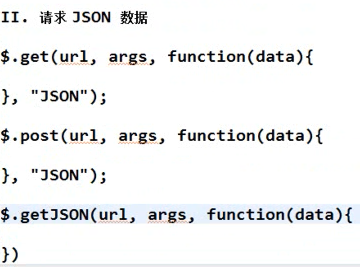 II. 请求 JSON 数据
$.get(url, args, function(data){
}, "JSON");
$.post(url, args, function(data){
}, "JSON");
$.getJSON(url, args, function(data){
})